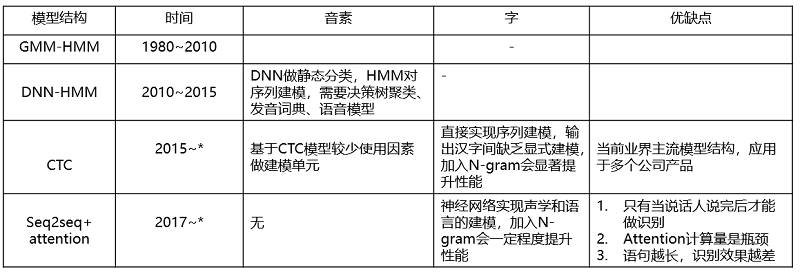 模型结构 时间 音素 字 优缺点
GMM-HMM 1980~2010 -
DNN-HMM 2010~2015 DNN做静态分类，HMM对序列建模，需要决策树聚类、发音词典、语音模型 -
CTC 2015~* 基于CTC模型较少使用因素做建模单元 直接实现序列建模，输出汉字间缺乏显式建模，加入N-gram会显著提升性能 当前业界主流模型结构，应用于多个公司产品
Seq2seq+attention 2017~* 无 神经网络实现声学和语言的建模，加入N-gram会一定程度提升性能 1. 只有当说话人说完后才能做识别
2. Attention计算量是瓶颈
3. 语句越长，识别效果越差